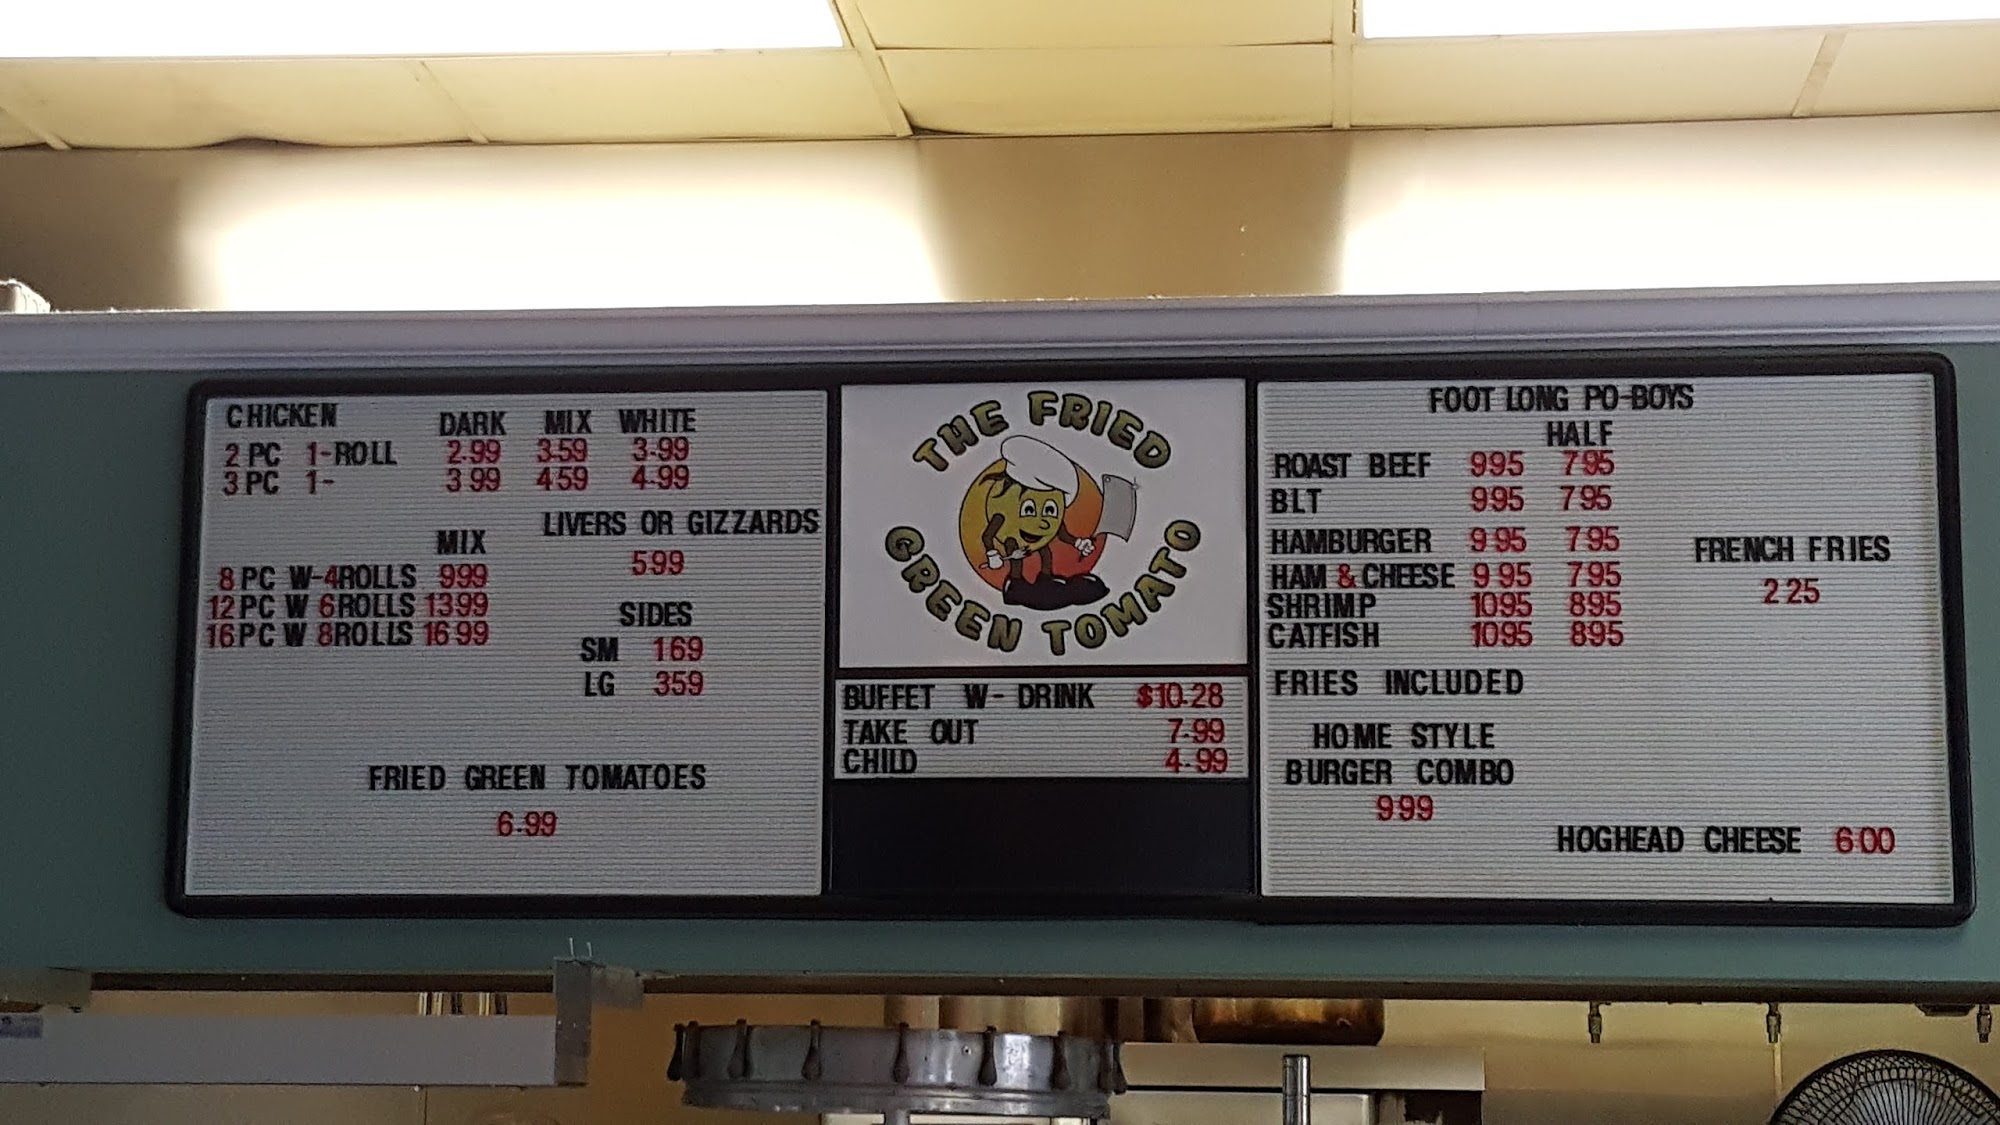 CHICKEN DARK MIX WHITE
2 PC 1-ROLL 2-99 3-59 3-99
3 PC 1- 3 99 4 59 4-99
LIVERS OR GIZZARDS
5 99
MIX
8 PC W-4 ROLLS 9 99
12 PC W 6 ROLLS 13 99
16 PC W 8 ROLLS 16 99
SIDES
SM 1 69
LG 3 59
FRIED GREEN TOMATOES
6-99
THE FRIED
GREEN TOMATO
BUFFET W- DRINK $10-28
TAKE OUT 7-99
CHILD 4-99
FOOT LONG PO-BOYS
HALF
ROAST BEEF 9 95 7 95
BLT 9 95 7 95
HAMBURGER 9 95 7 95
HAM & CHEESE 9 95 7 95
SHRIMP 10 95 8 95
CATFISH 10 95 8 95
FRIES INCLUDED
FRENCH FRIES
2 25
HOME STYLE
BURGER COMBO
9 99
HOGHEAD CHEESE 6 00